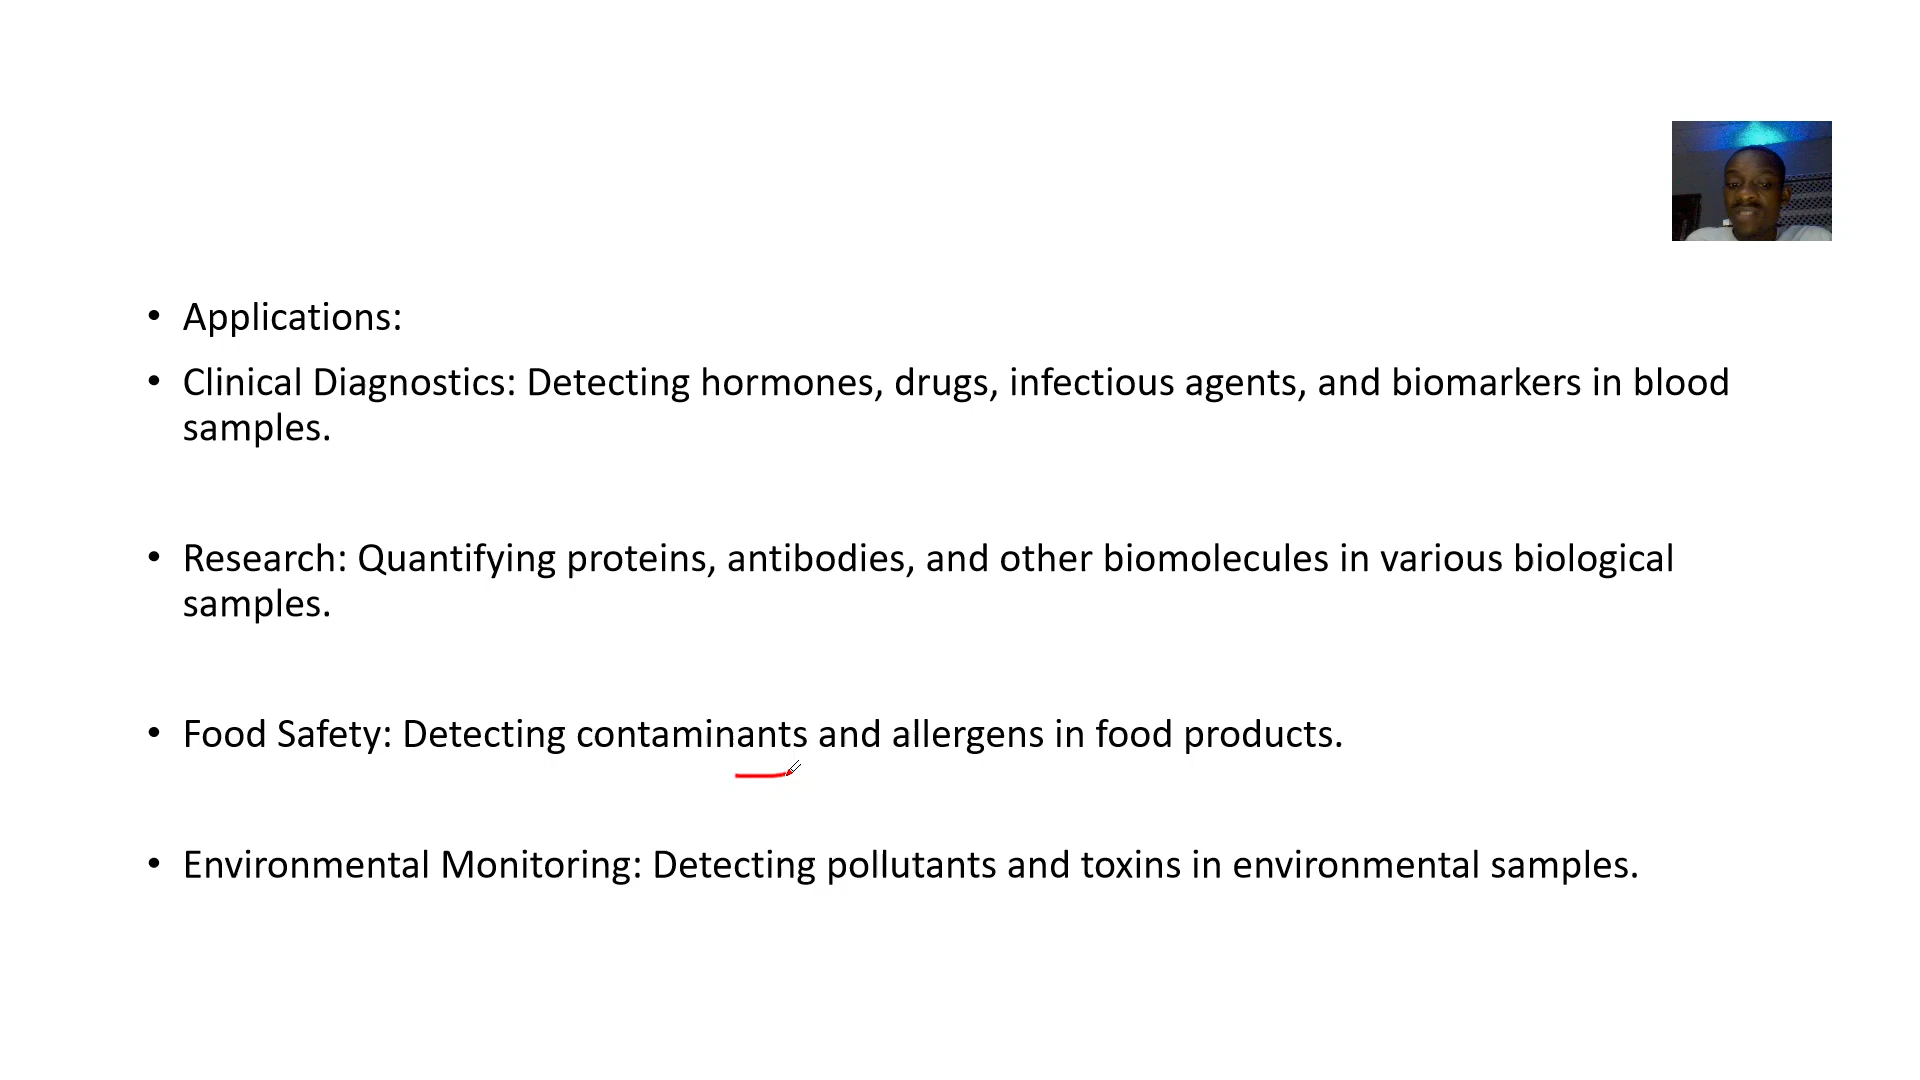 • Applications:
• Clinical Diagnostics: Detecting hormones, drugs, infectious agents, and biomarkers in blood
samples.
• Research: Quantifying proteins, antibodies, and other biomolecules in various biological
samples.
• Food Safety: Detecting contaminants and allergens in food products.
• Environmental Monitoring: Detecting pollutants and toxins in environmental samples.